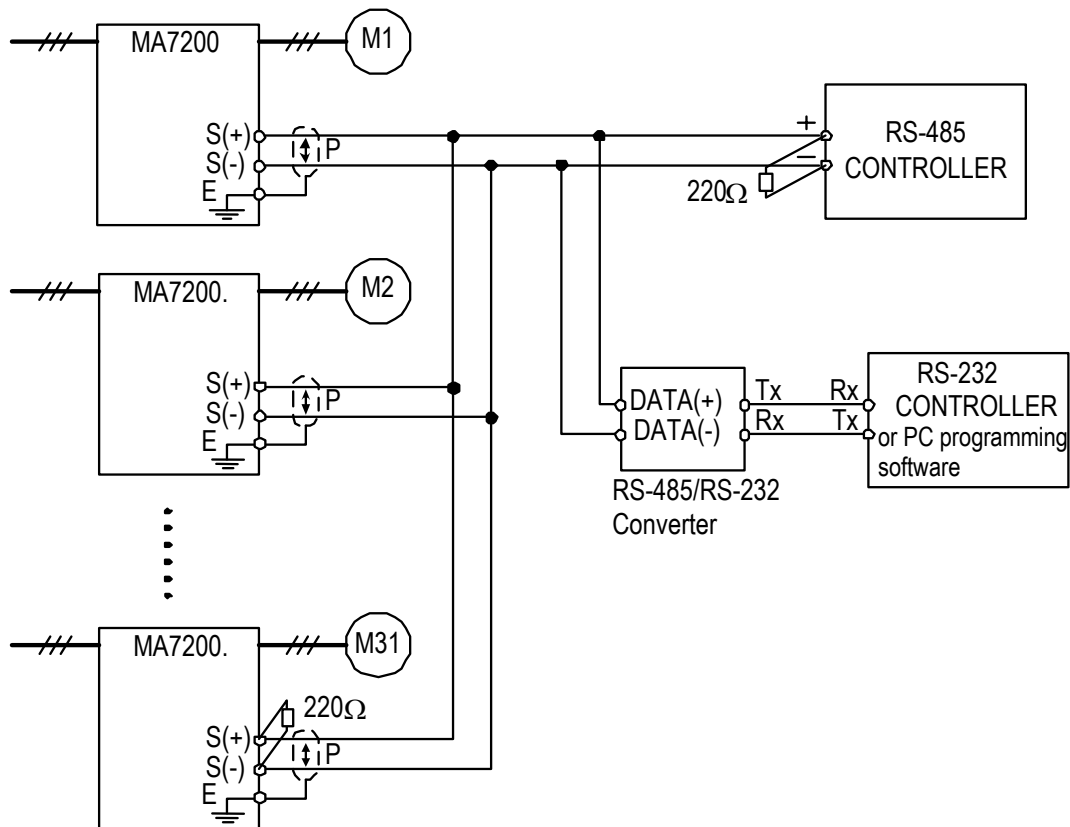 MA7200
M1
S(+)
S(-)
E
P
+
−
220Ω
RS-485
CONTROLLER
MA7200.
M2
S(+)
S(-)
E
P
DATA(+)
DATA(-)
Tx
Rx
Rx
Tx
RS-232
CONTROLLER
or PC programming
software
RS-485/RS-232
Converter
MA7200.
M31
220Ω
S(+)
S(-)
E
P